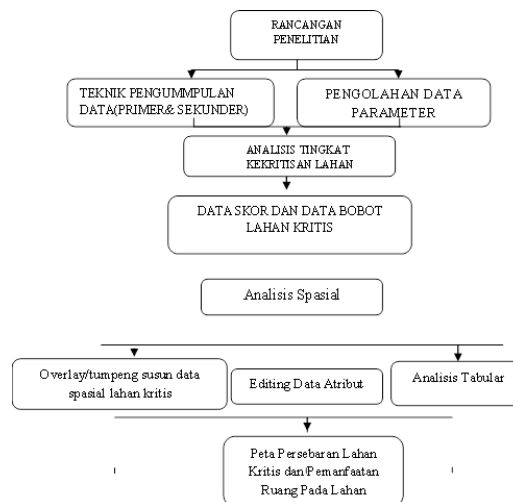 RANCANGAN
PENELITIAN
TEKNIK PENGUMMPULAN
DATA(PRIMER& SEKUNDER)
PENGOLAHAN DATA
PARAMETER
ANALISIS TINGKAT
KEKRITISAN LAHAN
DATA SKOR DAN DATA BOBOT
LAHAN KRITIS
Analisis Spasial
Overlay/tumpeng susun data
spasial lahan kritis
Editing Data Atribut
Analisis Tabular
Peta Persebaran Lahan
Kritis dan Pemanfaatan
Ruang Pada Lahan